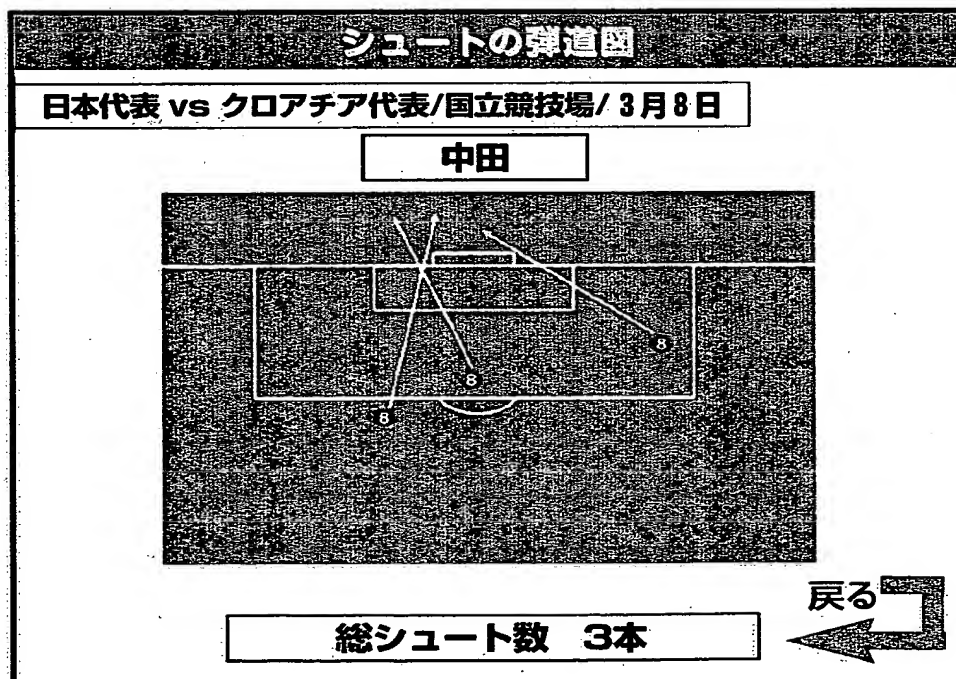 シュートの弾道図
日本代表 vs クロアチア代表/国立競技場/ 3月8日
中田
8
8
8
戻る
総シュート数 3本